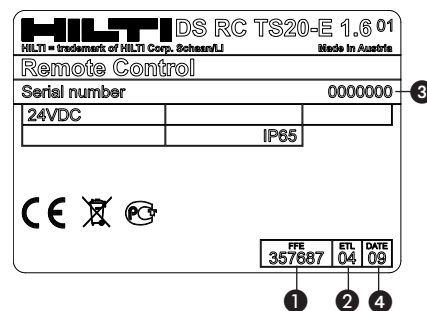 HILTI DS RC TS20-E 1.6 01
HILTI = trademark of HILTI Corp. Schaan/LI Made in Austria
Remote Control
Serial number 0000000
3
24VDC
IP65
CE PCT
FFE ETL DATE
357687 04 09
1 2 4